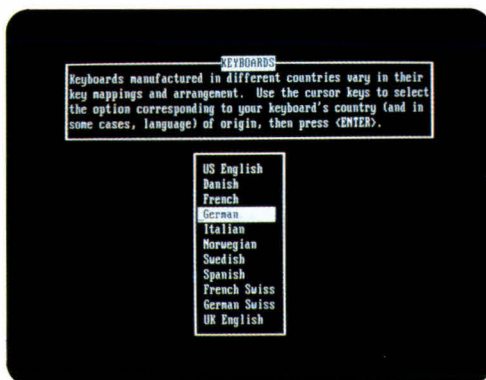 KEYBOARDS
Keyboards manufactured in different countries vary in their
key mappings and arrangement. Use the cursor keys to select
the option corresponding to your keyboard's country (and in
some cases, language) of origin, then press <ENTER>.
US English
Danish
French
German
Italian
Norwegian
Swedish
Spanish
French Swiss
German Swiss
UK English